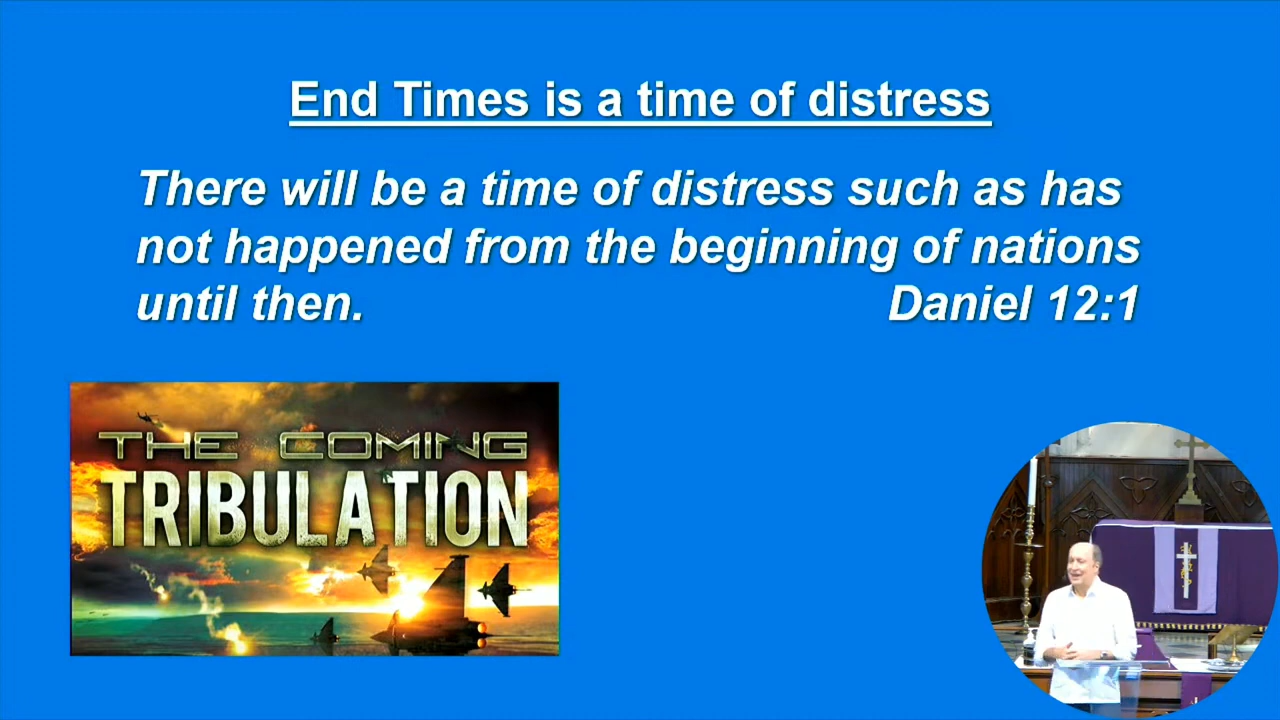 End Times is a time of distress
There will be a time of distress such as has
not happened from the beginning of nations
until then. Daniel 12:1
THE COMING
TRIBULATION